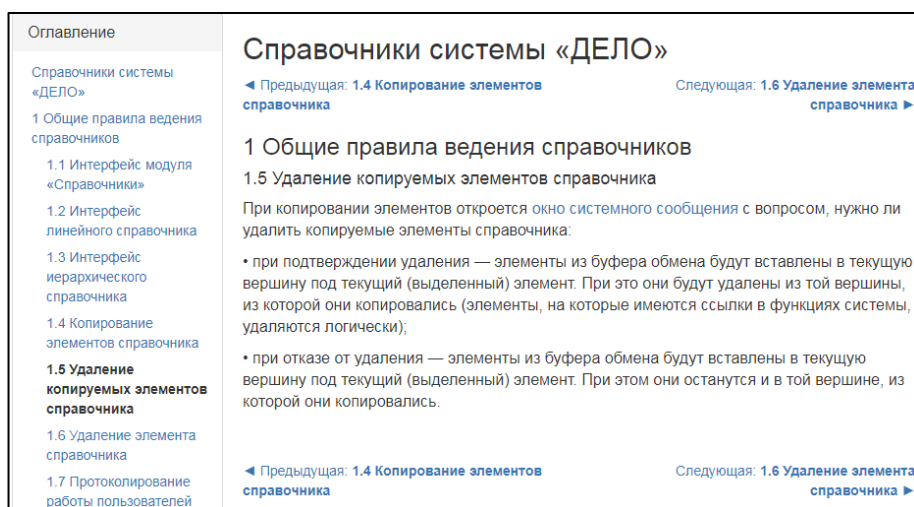 Оглавление
Справочники системы
«ДЕЛО»
1 Общие правила ведения
справочников
1.1 Интерфейс модуля
«Справочники»
1.2 Интерфейс
линейного справочника
1.3 Интерфейс
иерархического
справочника
1.4 Копирование
элементов справочника
1.5 Удаление
копируемых элементов
справочника
1.6 Удаление элемента
справочника
1.7 Протоколирование
работы пользователей
Справочники системы «ДЕЛО»
◄ Предыдущая: 1.4 Копирование элементов
справочника
Следующая: 1.6 Удаление элемента
справочника ►
1 Общие правила ведения справочников
1.5 Удаление копируемых элементов справочника
При копировании элементов откроется окно системного сообщения с вопросом, нужно ли
удалить копируемые элементы справочника:
• при подтверждении удаления — элементы из буфера обмена будут вставлены в текущую
вершину под текущий (выделенный) элемент. При это они будут удалены из той вершины,
из которой они копировались (элементы, на которые имеются ссылки в функциях системы,
удаляются логически);
• при отказе от удаления — элементы из буфера обмена будут вставлены в текущую
вершину под текущий (выделенный) элемент. При этом они останутся и в той вершине, из
которой они копировались.
◄ Предыдущая: 1.4 Копирование элементов
справочника
Следующая: 1.6 Удаление элемента
справочника ►